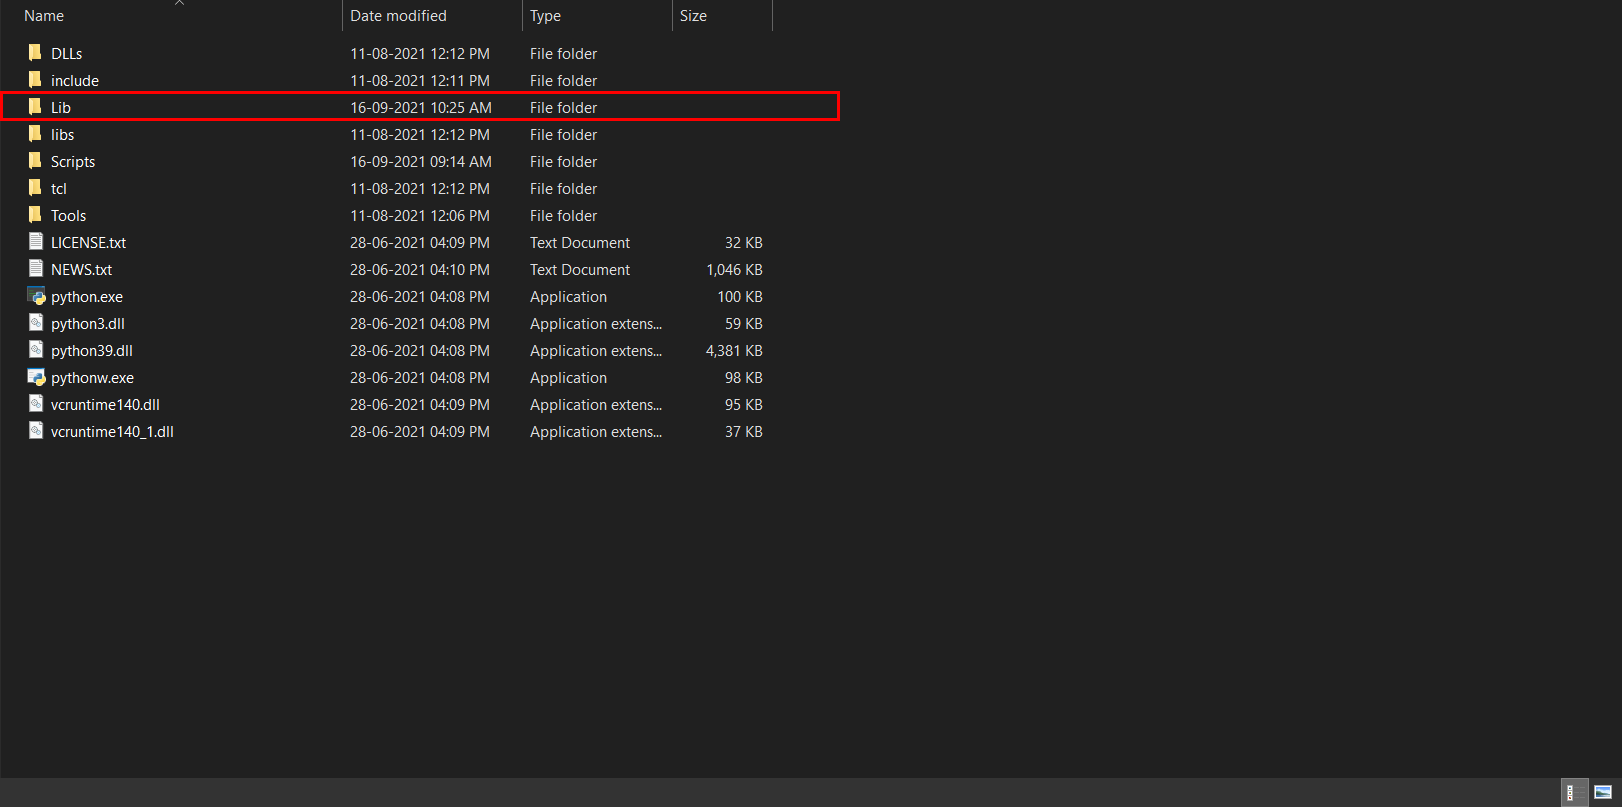 Name Date modified Type Size
DLLs 11-08-2021 12:12 PM File folder
include 11-08-2021 12:11 PM File folder
Lib 16-09-2021 10:25 AM File folder
libs 11-08-2021 12:12 PM File folder
Scripts 16-09-2021 09:14 AM File folder
tcl 11-08-2021 12:12 PM File folder
Tools 11-08-2021 12:06 PM File folder
LICENSE.txt 28-06-2021 04:09 PM Text Document 32 KB
NEWS.txt 28-06-2021 04:10 PM Text Document 1,046 KB
python.exe 28-06-2021 04:08 PM Application 100 KB
python3.dll 28-06-2021 04:08 PM Application extens... 59 KB
python39.dll 28-06-2021 04:08 PM Application extens... 4,381 KB
pythonw.exe 28-06-2021 04:08 PM Application 98 KB
vcruntime140.dll 28-06-2021 04:09 PM Application extens... 95 KB
vcruntime140_1.dll 28-06-2021 04:09 PM Application extens... 37 KB